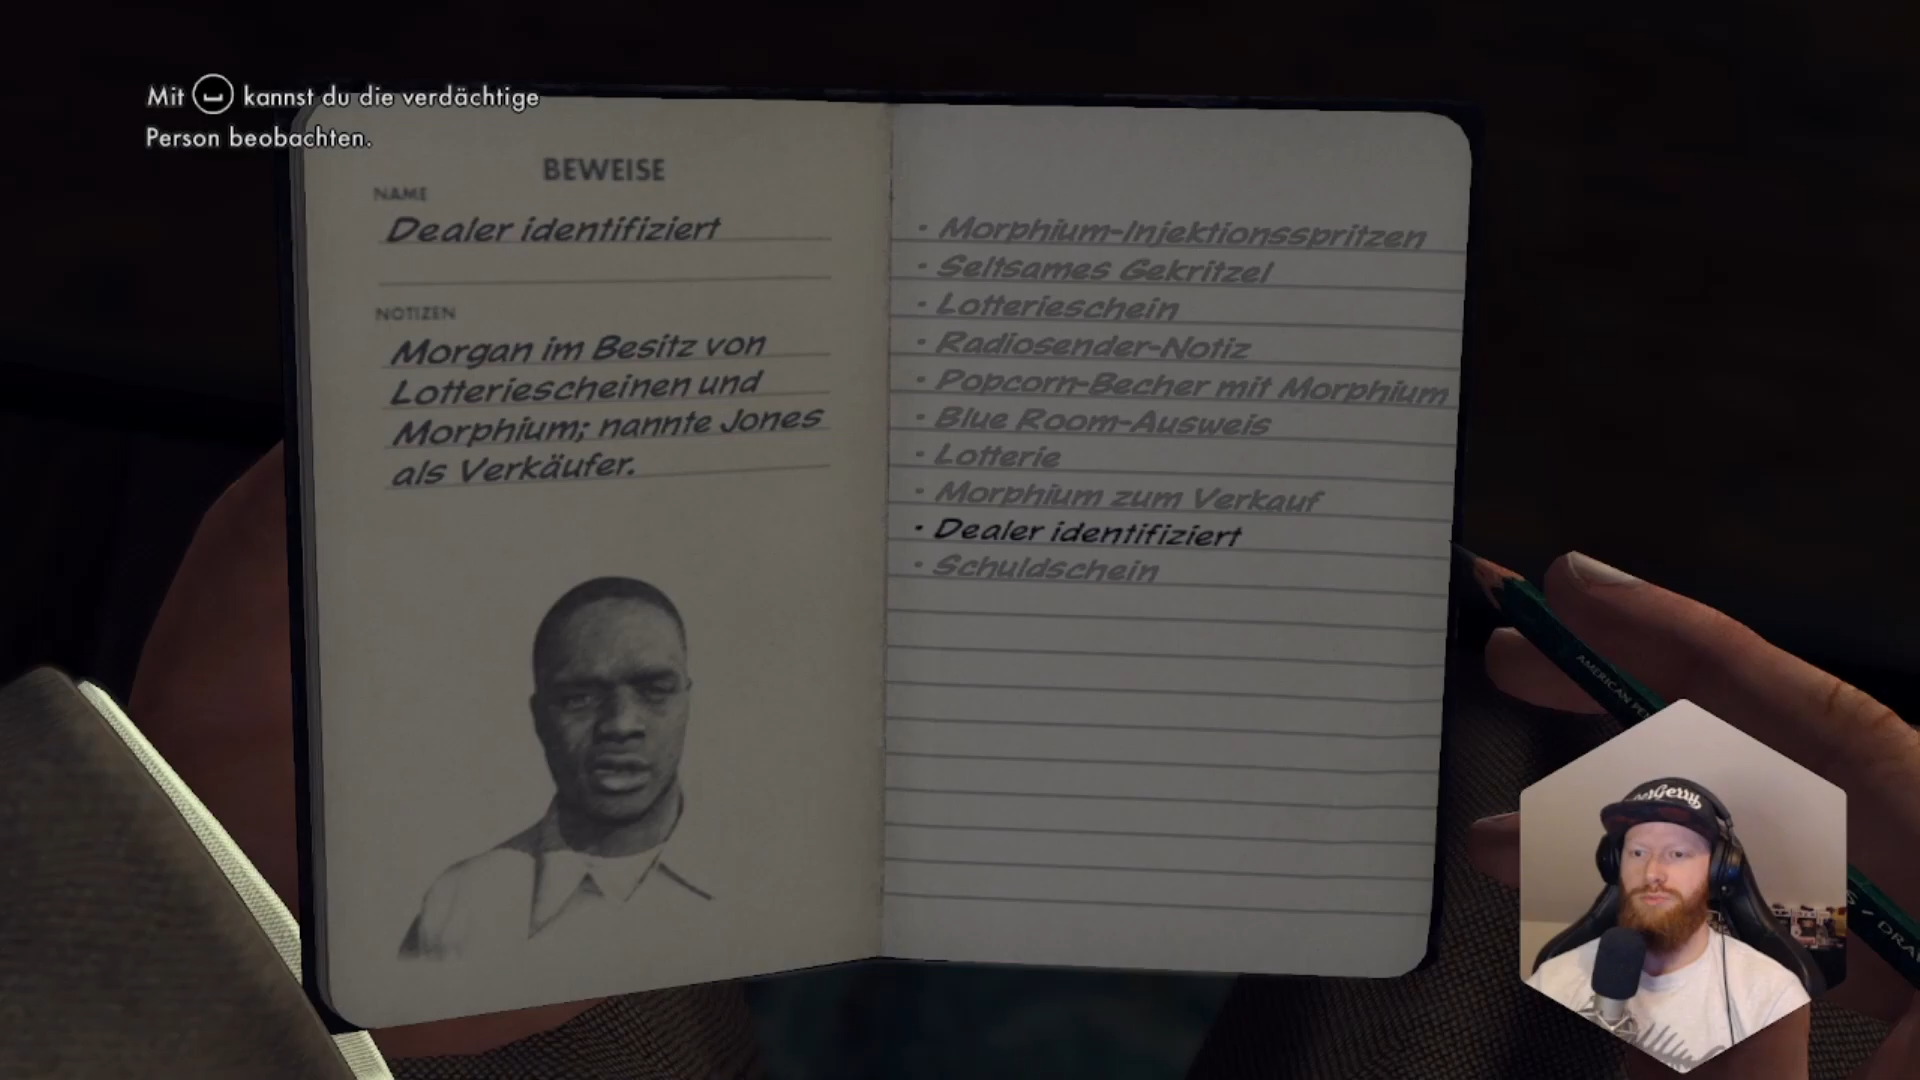 Mit kannst du die verdächtige
Person beobachten.
BEWEISE
NAME
Dealer identifiziert
NOTIZEN
Morgan im Besitz von
Lotteriescheinen und
Morphium; nannte Jones
als Verkäufer.
• Morphium-Injektionsspritzen
• Seltsames Gekritzel
• Lotterieschein
• Radiosender-Notiz
• Popcorn-Becher mit Morphium
• Blue Room-Ausweis
• Lotterie
• Morphium zum Verkauf
• Dealer identifiziert
• Schuldschein
AMERICAN